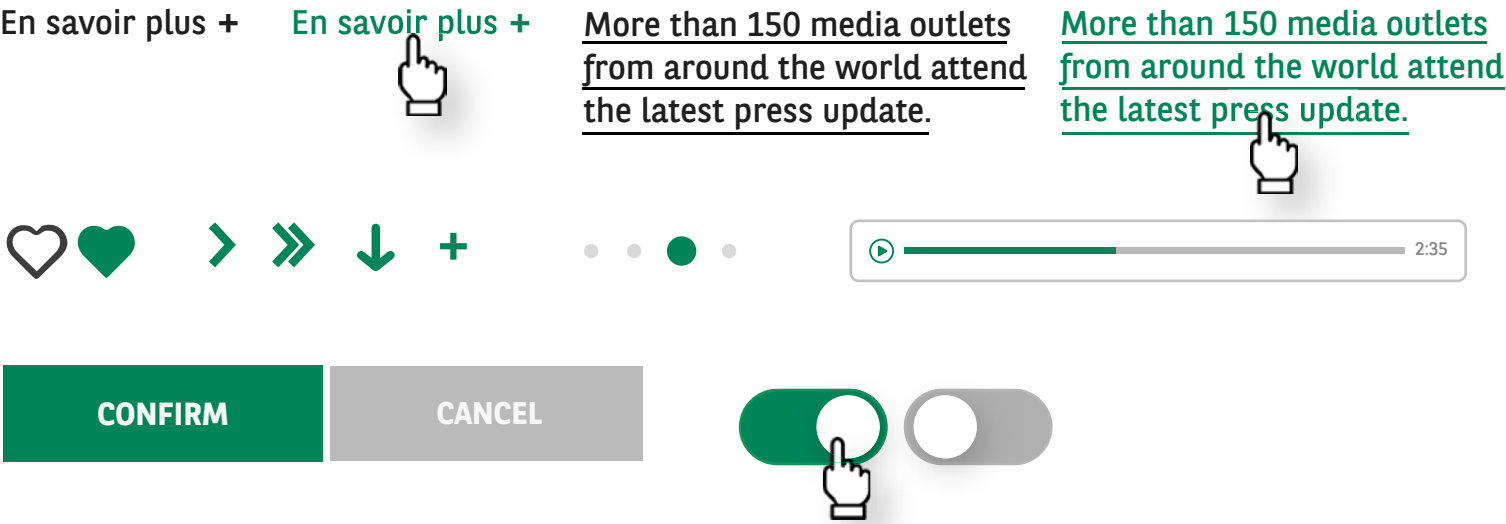 En savoir plus +
En savoir plus +
More than 150 media outlets
from around the world attend
the latest press update.
More than 150 media outlets
from around the world attend
the latest press update.
2:35
CONFIRM
CANCEL